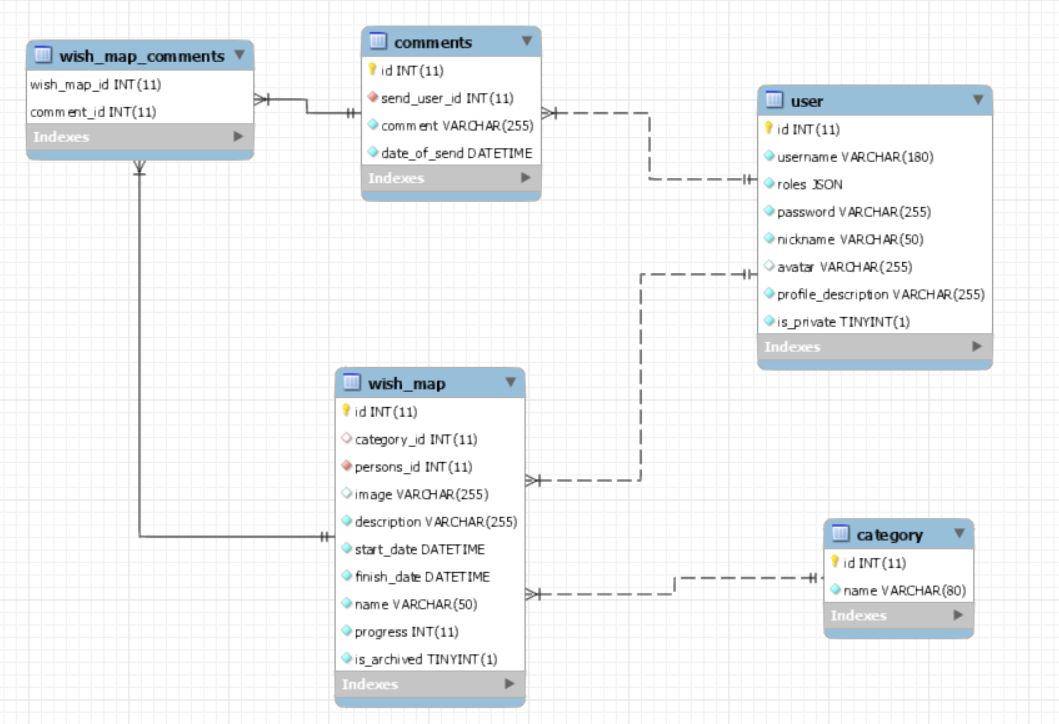 wish_map_comments
wish_map_id INT(11)
comment_id INT(11)
Indexes
comments
id INT(11)
send_user_id INT(11)
comment VARCHAR(255)
date_of_send DATETIME
Indexes
user
id INT(11)
username VARCHAR(180)
roles JSON
password VARCHAR(255)
nickname VARCHAR(50)
avatar VARCHAR(255)
profile_description VARCHAR(255)
is_private TINYINT(1)
Indexes
wish_map
id INT(11)
category_id INT(11)
persons_id INT(11)
image VARCHAR(255)
description VARCHAR(255)
start_date DATETIME
finish_date DATETIME
name VARCHAR(50)
progress INT(11)
is_archived TINYINT(1)
Indexes
category
id INT(11)
name VARCHAR(80)
Indexes